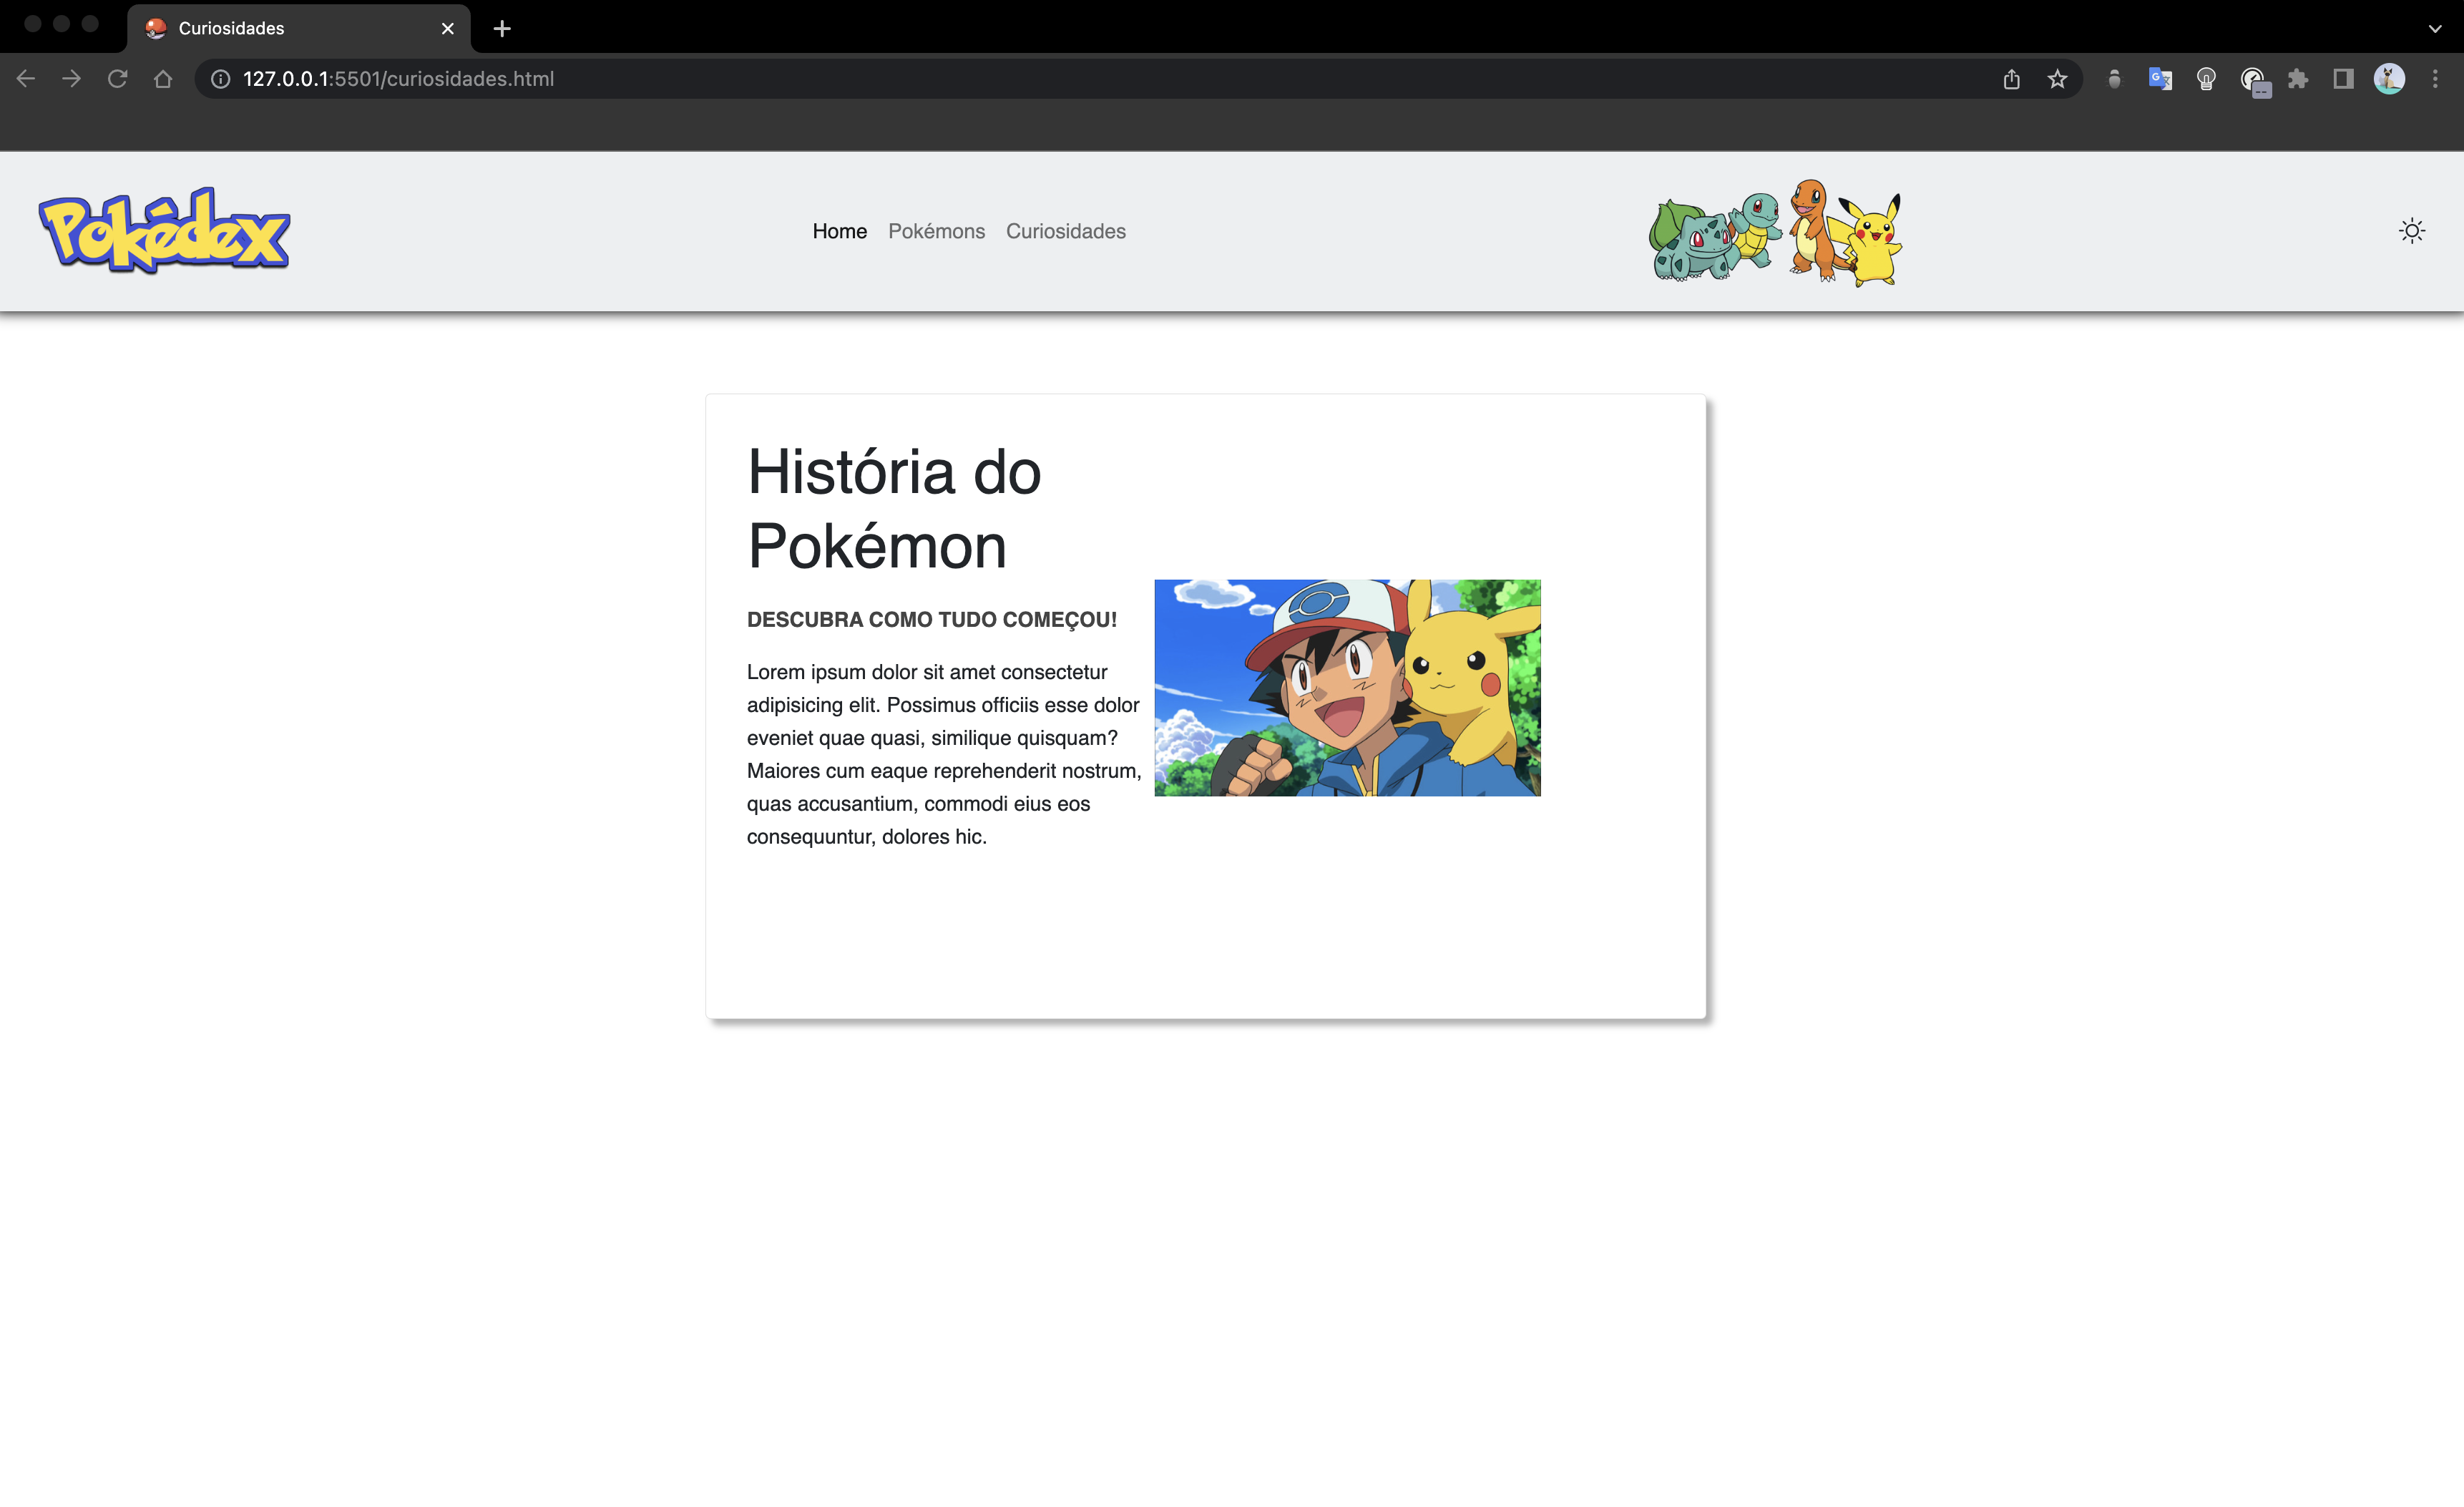 Curiosidades
127.0.0.1:5501/curiosidades.html
Pokédex
Home Pokémons Curiosidades
História do
Pokémon
DESCUBRA COMO TUDO COMEÇOU!
Lorem ipsum dolor sit amet consectetur
adipisicing elit. Possimus officiis esse dolor
eveniet quae quasi, similique quisquam?
Maiores cum eaque reprehenderit nostrum,
quas accusantium, commodi eius eos
consequuntur, dolores hic.